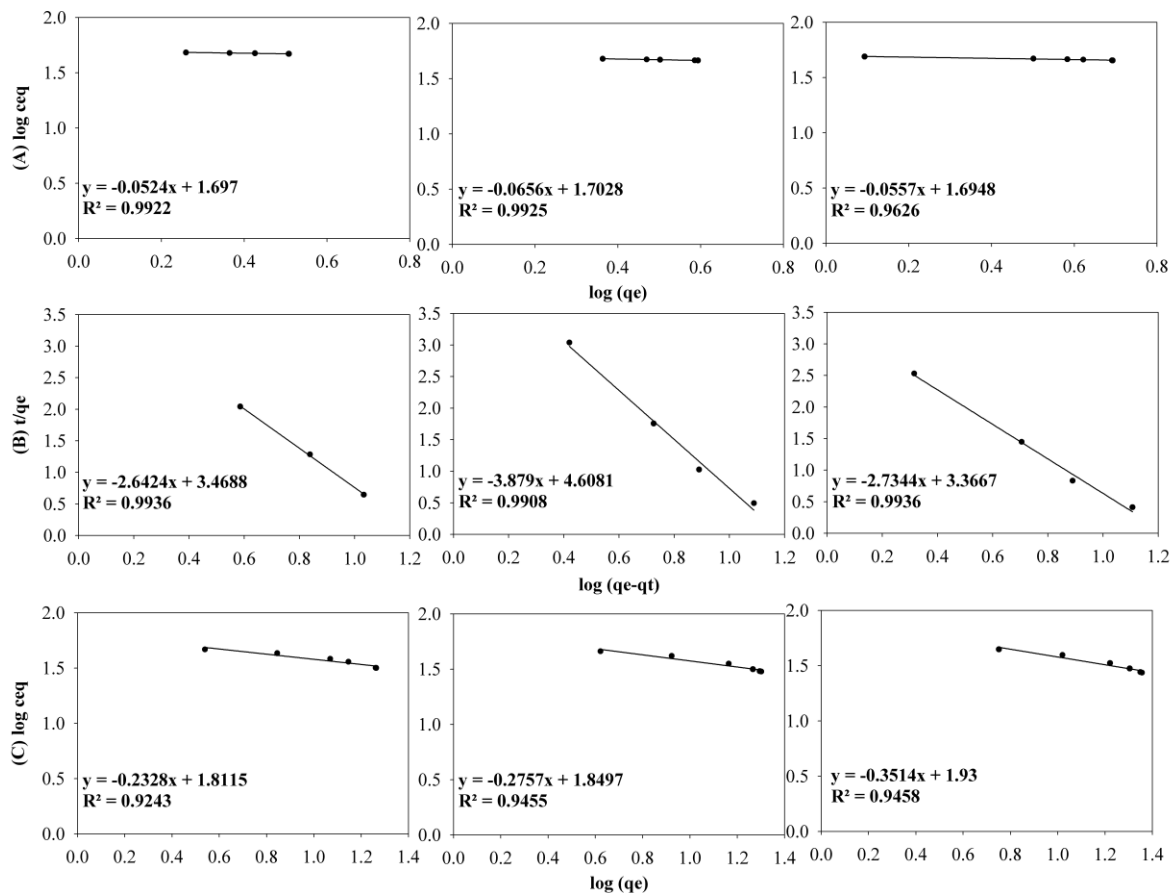 2.0
1.5
1.0
0.5
0.0
(A) log ceq
y = -0.0524x + 1.697
R² = 0.9922
0.0 0.2 0.4 0.6 0.8
2.0
1.5
1.0
0.5
0.0
y = -0.0656x + 1.7028
R² = 0.9925
0.0 0.2 0.4 0.6 0.8
log (qe)
2.0
1.5
1.0
0.5
0.0
y = -0.0557x + 1.6948
R² = 0.9626
0.0 0.2 0.4 0.6 0.8
3.5
3.0
2.5
2.0
1.5
1.0
0.5
0.0
(B) t/qe
y = -2.6424x + 3.4688
R² = 0.9936
0.0 0.2 0.4 0.6 0.8 1.0 1.2
3.5
3.0
2.5
2.0
1.5
1.0
0.5
0.0
y = -3.879x + 4.6081
R² = 0.9908
0.0 0.2 0.4 0.6 0.8 1.0 1.2
log (qe-qt)
3.5
3.0
2.5
2.0
1.5
1.0
0.5
0.0
y = -2.7344x + 3.3667
R² = 0.9936
0.0 0.2 0.4 0.6 0.8 1.0 1.2
2.0
1.5
1.0
0.5
0.0
(C) log ceq
y = -0.2328x + 1.8115
R² = 0.9243
0.0 0.2 0.4 0.6 0.8 1.0 1.2 1.4
2.0
1.5
1.0
0.5
0.0
y = -0.2757x + 1.8497
R² = 0.9455
0.0 0.2 0.4 0.6 0.8 1.0 1.2 1.4
log (qe)
2.0
1.5
1.0
0.5
0.0
y = -0.3514x + 1.93
R² = 0.9458
0.0 0.2 0.4 0.6 0.8 1.0 1.2 1.4